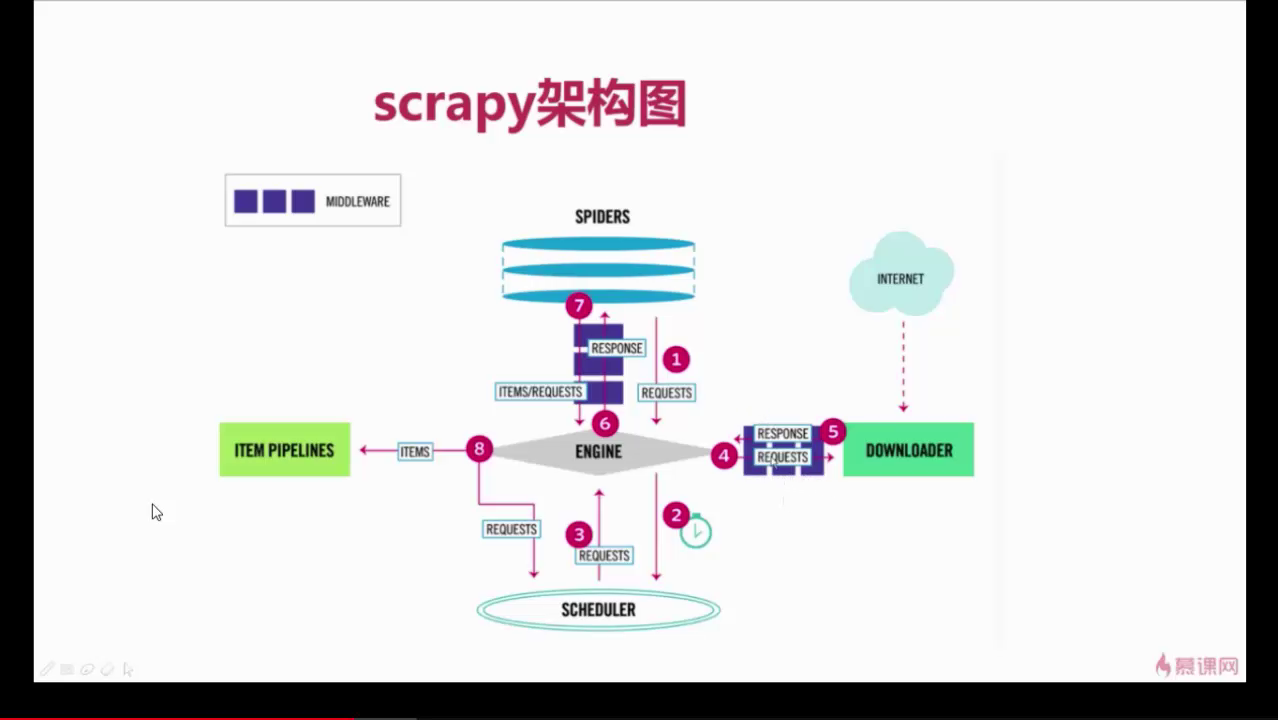 scrapy架构图
MIDDLEWARE
SPIDERS
INTERNET
7
RESPONSE
1
ITEMS/REQUESTS
REQUESTS
6
RESPONSE
5
ITEM PIPELINES
ITEMS
8
ENGINE
4
REQUESTS
DOWNLOADER
2
REQUESTS
3
REQUESTS
SCHEDULER
慕课网